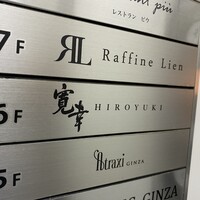 piu
レストラン ピウ
7F RL Raffine Lien
6F 寛幸 HIROYUKI
Atraxi GINZA
5F
GINZA